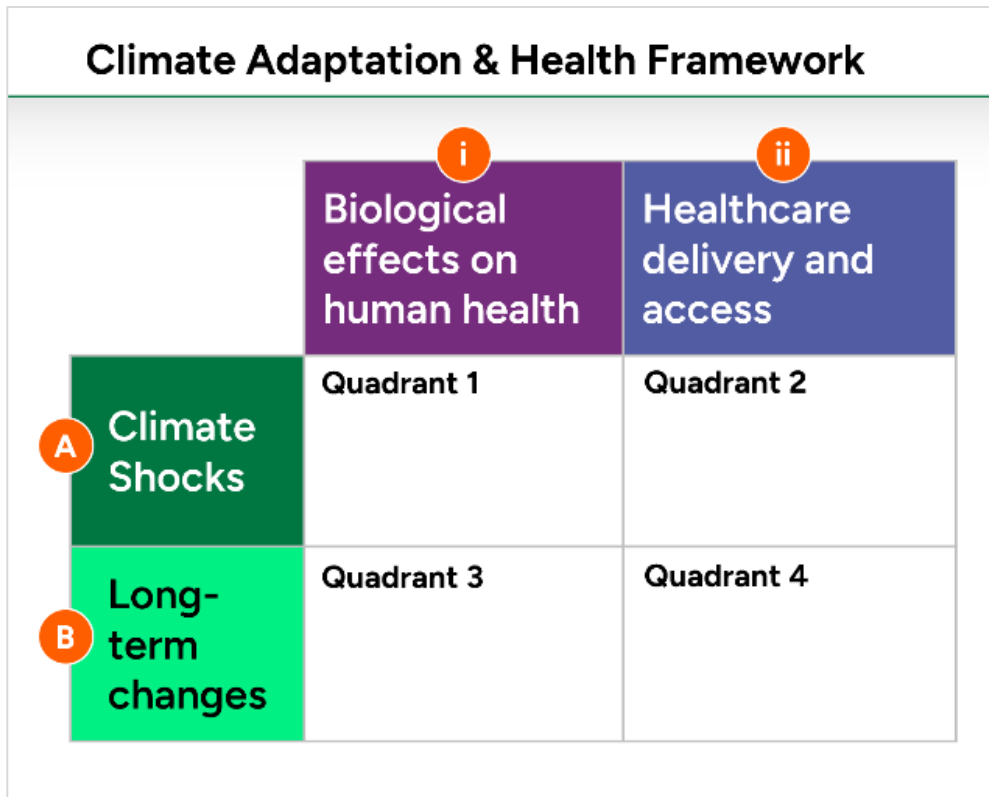 Climate Adaptation & Health Framework
i
ii
Biological
effects on
human health
Healthcare
delivery and
access
A
Climate
Shocks
Quadrant 1
Quadrant 2
B
Long-
term
changes
Quadrant 3
Quadrant 4